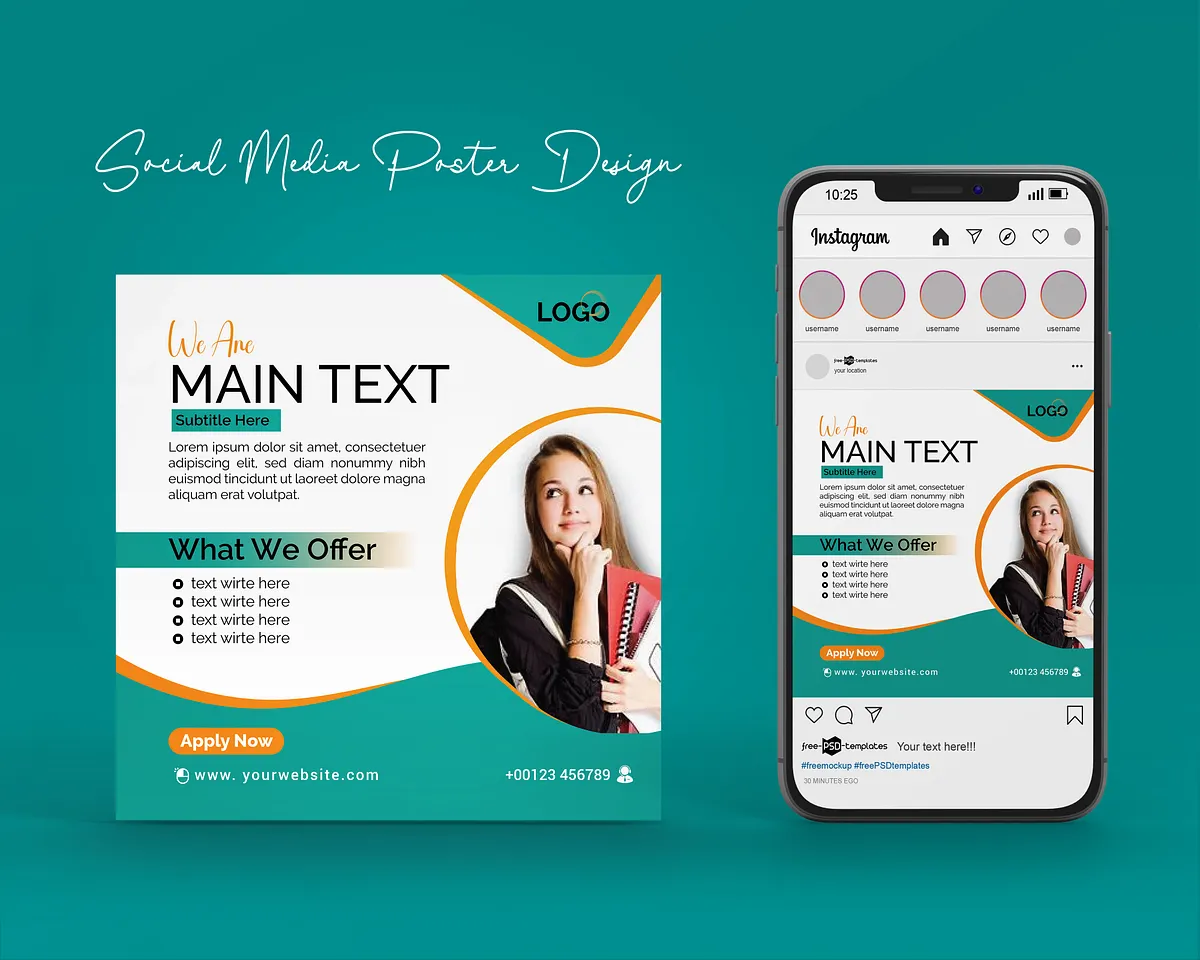 Social Media Poster Design
LOGO
We Are
MAIN TEXT
Subtitle Here
Lorem ipsum dolor sit amet, consectetuer
adipiscing elit, sed diam nonummy nibh
euismod tincidunt ut laoreet dolore magna
aliquam erat volutpat.
What We Offer
text wirte here
text wirte here
text wirte here
text wirte here
Apply Now
www. yourwebsite.com
+00123 456789
10:25
Instagram
username username username username username
free-PSD-templates
your location
LOGO
We Are
MAIN TEXT
Subtitle Here
Lorem ipsum dolor sit amet, consectetuer
adipiscing elit, sed diam nonummy nibh
euismod tincidunt ut laoreet dolore magna
aliquam erat volutpat.
What We Offer
text wirte here
text wirte here
text wirte here
text wirte here
Apply Now
www. yourwebsite.com
+00123 456789
free-PSD-templates Your text here!!!
#freemockup #freePSDtemplates
30 MINUTES EGO